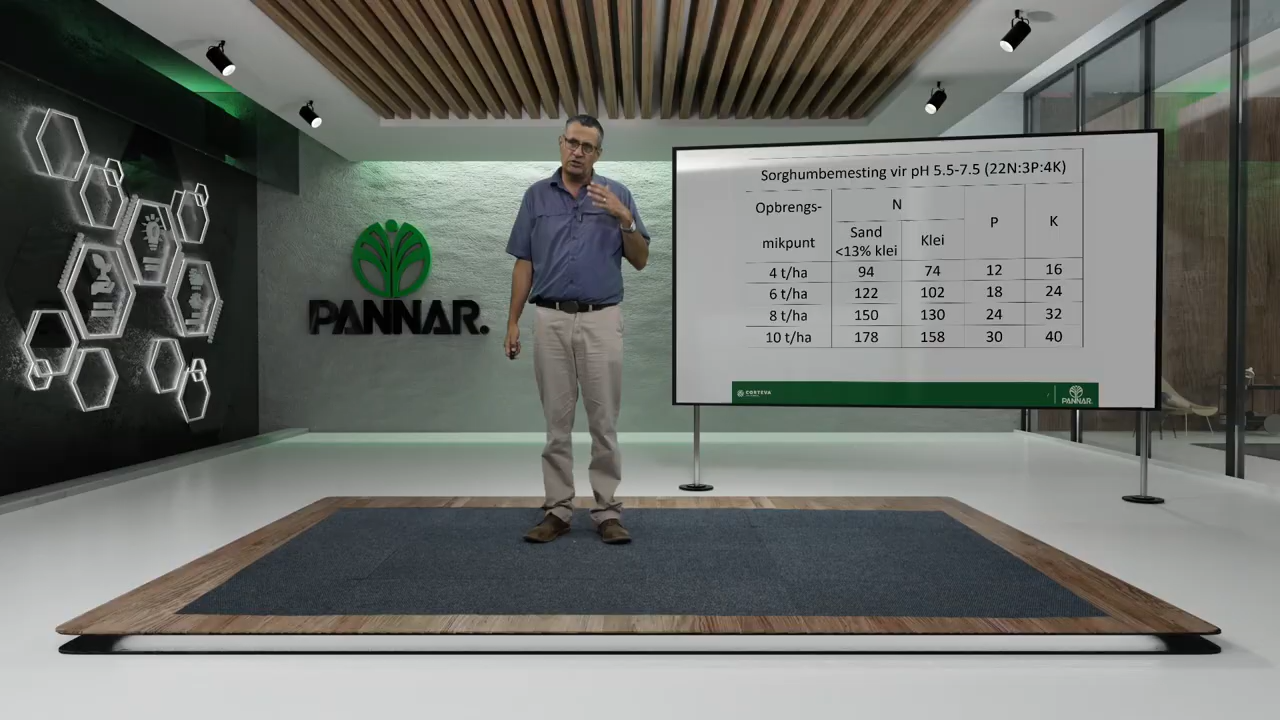 PANNAR.
Sorghumbemesting vir pH 5.5-7.5 (22N:3P:4K)
Opbrengs-mikpunt N P K
Sand <13% klei Klei
4 t/ha 94 74 12 16
6 t/ha 122 102 18 24
8 t/ha 150 130 24 32
10 t/ha 178 158 30 40
CORTEVA
PANNAR.